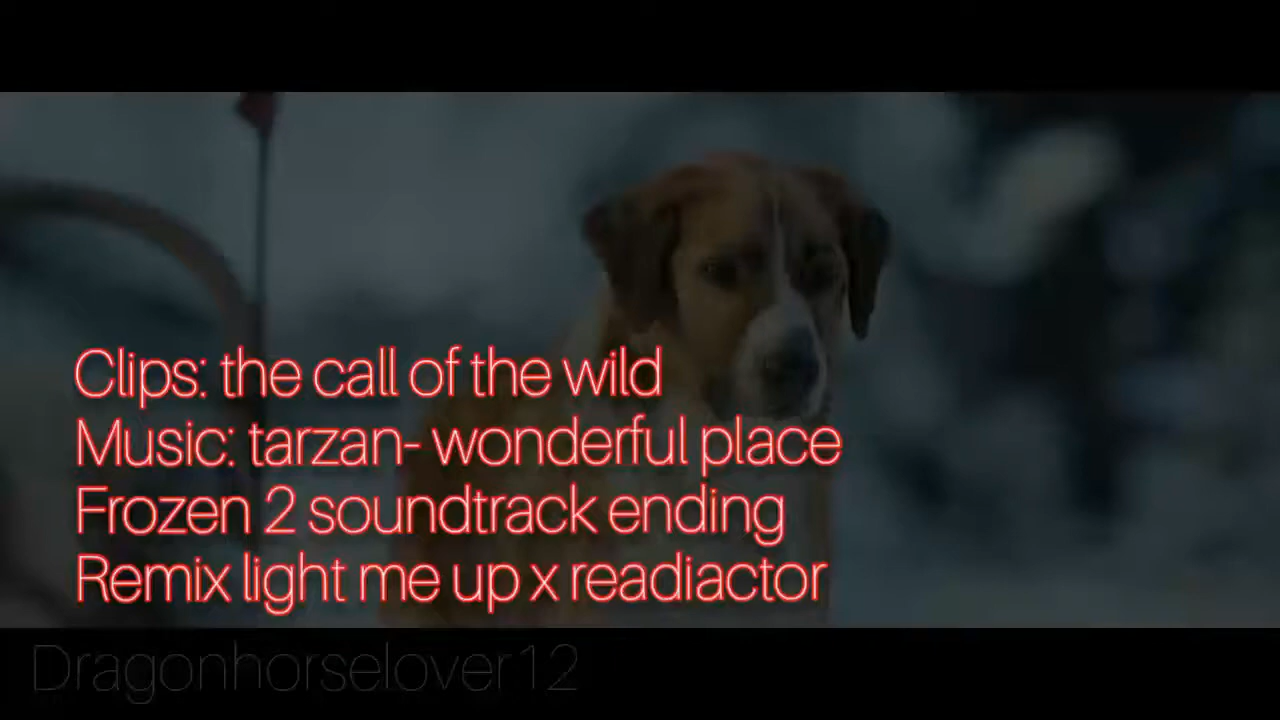 Clips: the call of the wild
Music: tarzan- wonderful place
Frozen 2 soundtrack ending
Remix light me up x readiactor
Dragonhorselover12